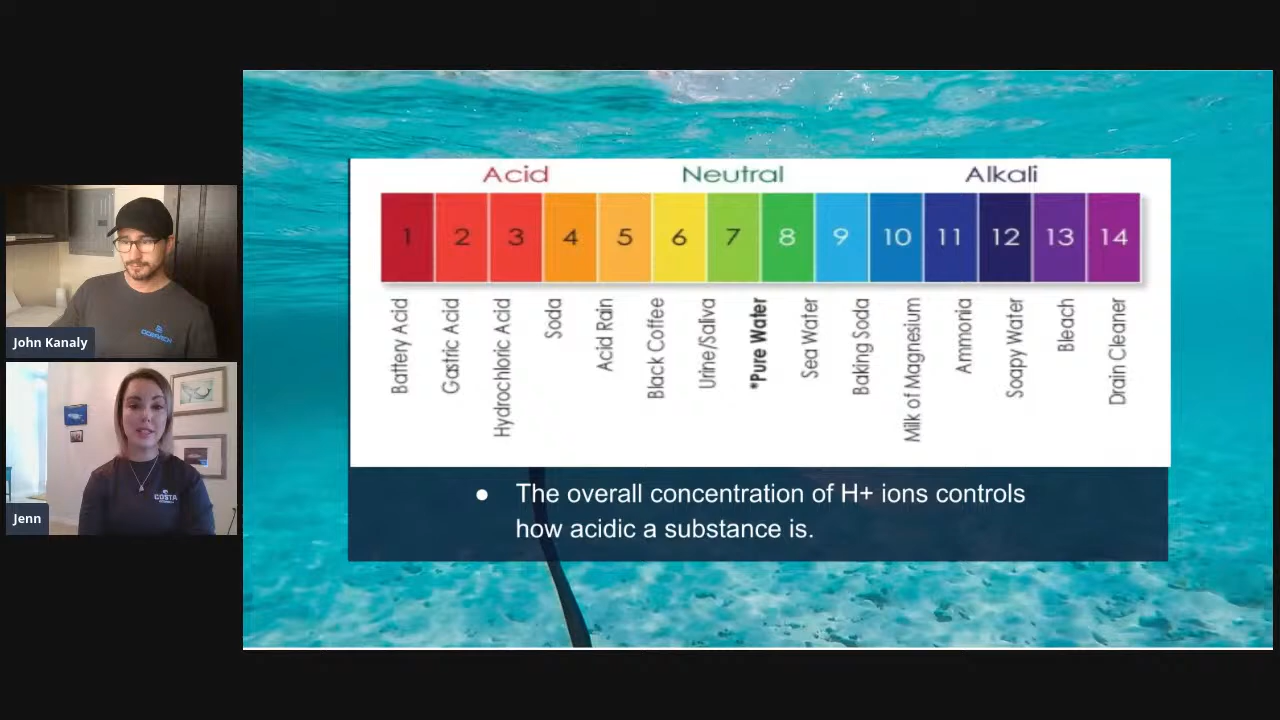 Acid Neutral Alkali
1 2 3 4 5 6 7 8 9 10 11 12 13 14
Battery Acid
Gastric Acid
Hydrochloric Acid
Soda
Acid Rain
Black Coffee
Urine/Saliva
*Pure Water
Sea Water
Baking Soda
Milk of Magnesium
Ammonia
Soapy Water
Bleach
Drain Cleaner
● The overall concentration of H+ ions controls
how acidic a substance is.
OCEARCH
John Kanaly
COSTA
Jenn